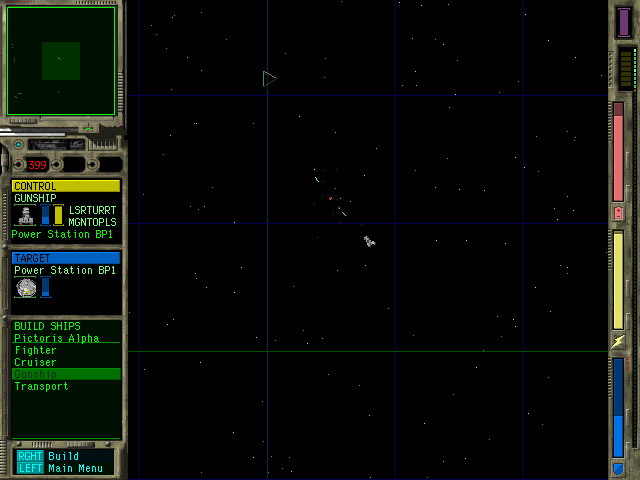 399
CONTROL
GUNSHIP
LSRTURRT
MGNTOPLS
Power Station BP1
TARGET
Power Station BP1
BUILD SHIPS
Pictoris Alpha
Fighter
Cruiser
Gunship
Transport
RGHT Build
LEFT Main Menu